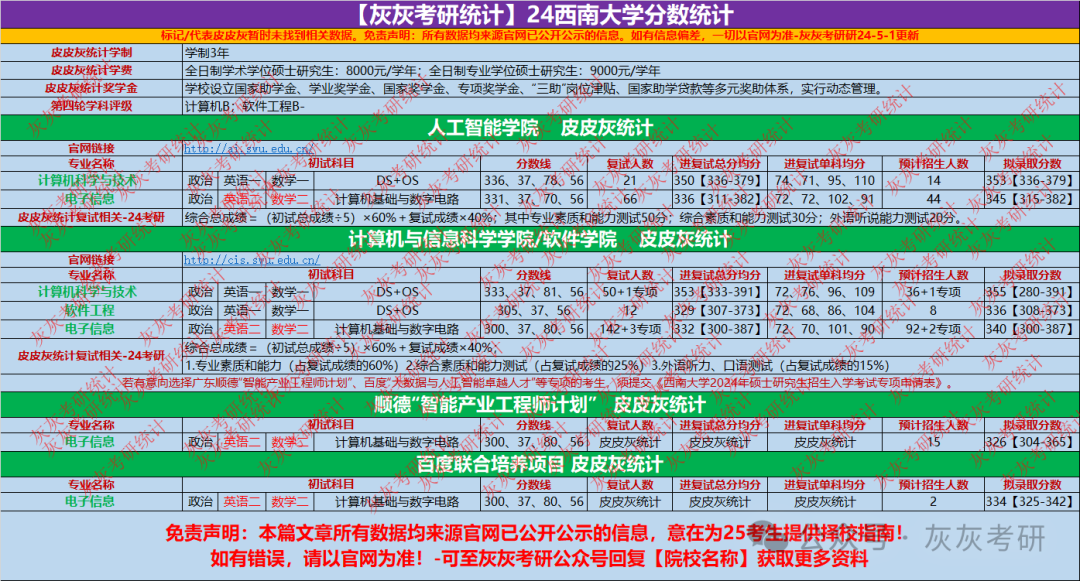 【灰灰考研统计】24西南大学分数统计
标记/代表皮皮灰暂时未找到相关数据。免责声明：所有数据均来源官网已公开公示的信息。如有信息偏差，一切以官网为准-灰灰考研研24-5-1更新
皮皮灰统计学制 学制3年
皮皮灰统计学费 全日制学术学位硕士研究生：8000元/学年；全日制专业学位硕士研究生：9000元/学年
皮皮灰统计奖学金 学校设立国家助学金、学业奖学金、国家奖学金、专项奖学金、“三助”岗位津贴、国家助学贷款等多元奖助体系，实行动态管理。
第四轮学科评级 计算机B；软件工程B-
人工智能学院 皮皮灰统计
官网链接 http://ai.swu.edu.cn/
专业名称 初试科目 分数线 复试人数 进复试总分均分 进复试单科均分 预计招生人数 拟录取分数
计算机科学与技术 政治 英语一 数学一 DS+OS 336、37、78、56 21 350【336-379】 74、71、95、110 14 353【336-379】
电子信息 政治 英语二 数学二 计算机基础与数字电路 331、37、70、56 66 336【311-382】 72、72、102、91 44 345【315-382】
皮皮灰统计复试相关-24考研 综合总成绩＝（初试总成绩÷5）×60%＋复试成绩×40%；其中专业素质和能力测试50分；综合素质和能力测试30分；外语听说能力测试20分。
计算机与信息科学学院/软件学院 皮皮灰统计
官网链接 http://cis.swu.edu.cn/
专业名称 初试科目 分数线 复试人数 进复试总分均分 进复试单科均分 预计招生人数 拟录取分数
计算机科学与技术 政治 英语一 数学一 DS+OS 333、37、81、56 50+1专项 353【333-391】 72、76、96、109 36+1专项 355【280-391】
软件工程 政治 英语一 数学一 DS+OS 305、37、56 12 329【307-373】 72、68、86、104 8 336【308-373】
电子信息 政治 英语二 数学二 计算机基础与数字电路 300、37、80、56 142+3专项 332【300-387】 72、70、101、90 92+2专项 340【300-387】
皮皮灰统计复试相关-24考研 综合总成绩＝（初试总成绩÷5）×60%＋复试成绩×40%；
1.专业素质和能力（占复试成绩的60%）2.综合素质和能力测试（占复试成绩的25%）3.外语听力、口语测试（占复试成绩的15%）
若有意向选择广东顺德“智能产业工程师计划”、百度“大数据与人工智能卓越人才”等专项的考生，须提交《西南大学2024年硕士研究生招生入学考试专项申请表》。
顺德“智能产业工程师计划” 皮皮灰统计
专业名称 初试科目 分数线 复试人数 进复试总分均分 进复试单科均分 预计招生人数 拟录取分数
电子信息 政治 英语二 数学二 计算机基础与数字电路 300、37、80、56 皮皮灰统计 皮皮灰统计 皮皮灰统计 15 326【304-365】
百度联合培养项目 皮皮灰统计
专业名称 初试科目 分数线 复试人数 进复试总分均分 进复试单科均分 预计招生人数 拟录取分数
电子信息 政治 英语二 数学二 计算机基础与数字电路 300、37、80、56 皮皮灰统计 皮皮灰统计 皮皮灰统计 2 334【325-342】
免责声明：本篇文章所有数据均来源官网已公开公示的信息，意在为25考生提供择校指南！
如有错误，请以官网为准！-可至灰灰考研公众号回复【院校名称】获取更多资料
公众号·灰灰考研